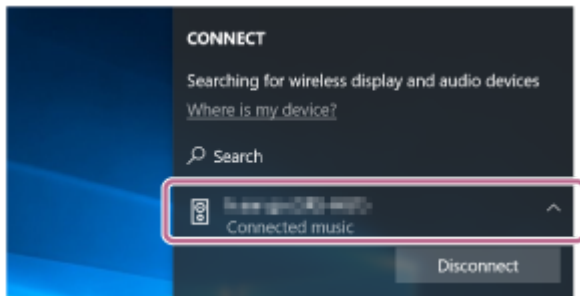 CONNECT
Searching for wireless display and audio devices
Where is my device?
Search
Connected music
Disconnect